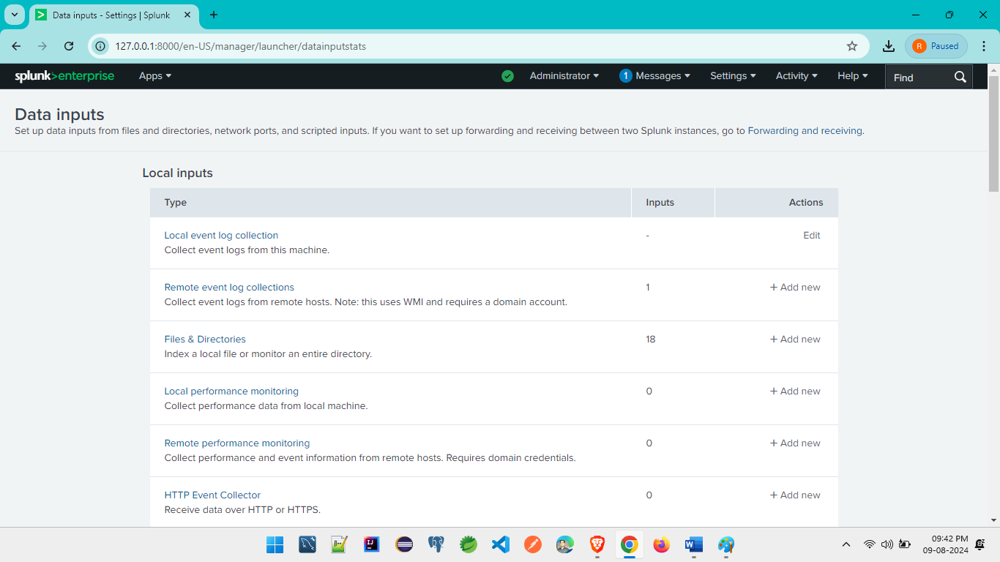 Data inputs - Settings | Splunk
127.0.0.1:8000/en-US/manager/launcher/datainputstats
R Paused
splunk>enterprise Apps Administrator 1 Messages Settings Activity Help Find
Data inputs
Set up data inputs from files and directories, network ports, and scripted inputs. If you want to set up forwarding and receiving between two Splunk instances, go to Forwarding and receiving.
Local inputs
Type Inputs Actions
Local event log collection - Edit
Collect event logs from this machine.
Remote event log collections 1 + Add new
Collect event logs from remote hosts. Note: this uses WMI and requires a domain account.
Files & Directories 18 + Add new
Index a local file or monitor an entire directory.
Local performance monitoring 0 + Add new
Collect performance data from local machine.
Remote performance monitoring 0 + Add new
Collect performance and event information from remote hosts. Requires domain credentials.
HTTP Event Collector 0 + Add new
Receive data over HTTP or HTTPS.
09:42 PM
09-08-2024